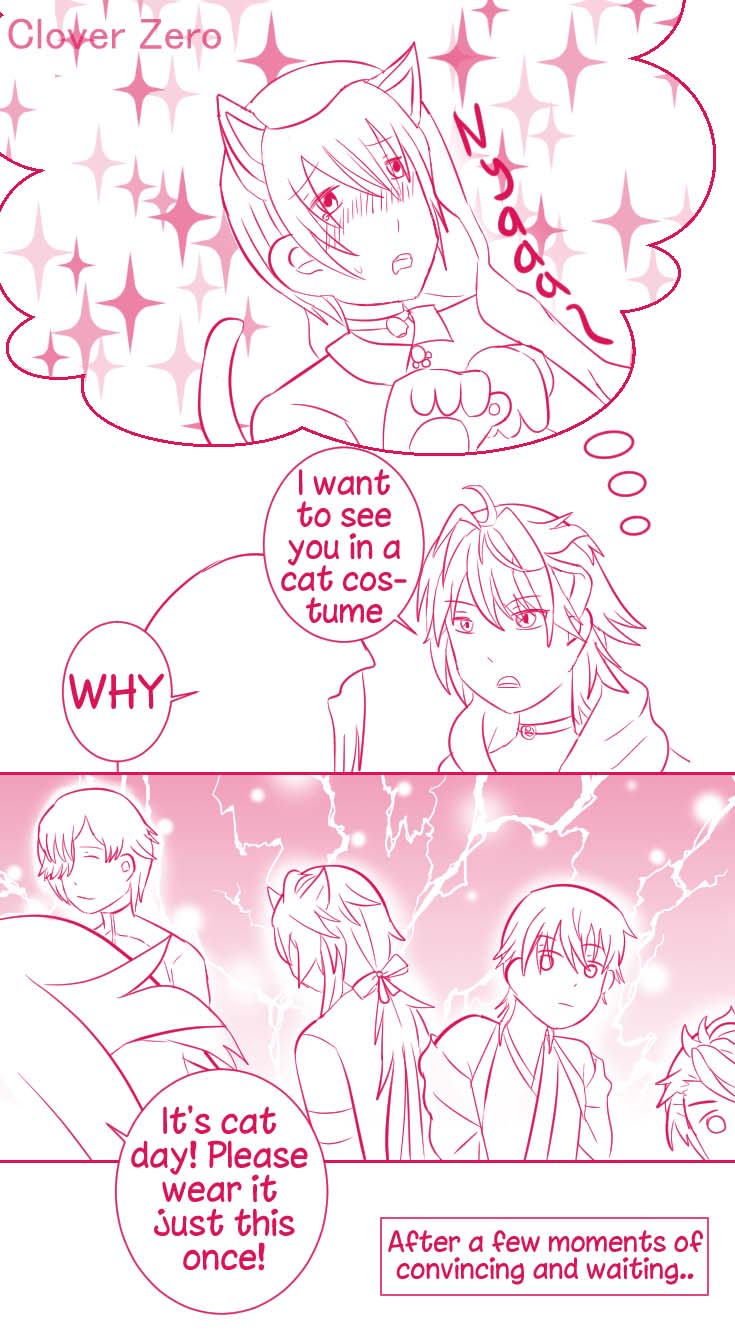 Clover Zero
Nyaaa~
I want
to see
you in a
cat cos-
tume
WHY
It's cat
day! Please
wear it
just this
once!
After a few moments of
convincing and waiting..